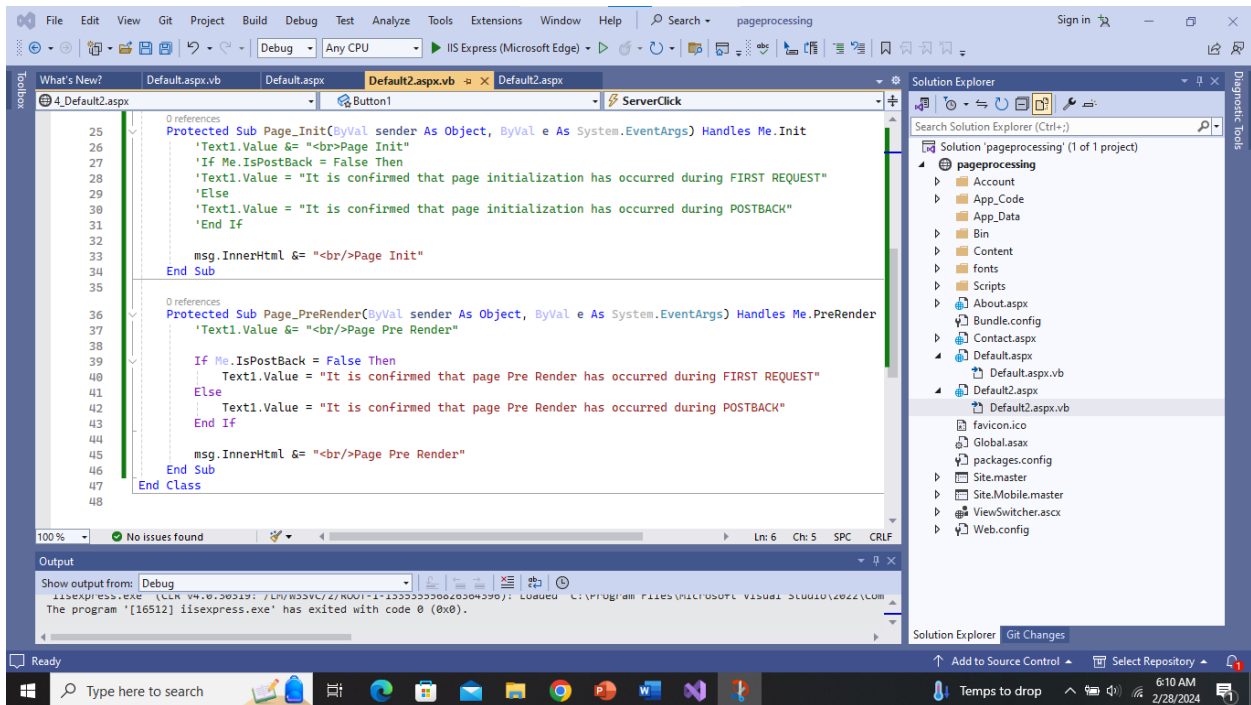 File Edit View Git Project Build Debug Test Analyze Tools Extensions Window Help Search pageprocessing Sign in
Debug Any CPU IIS Express (Microsoft Edge)
Toolbox
What's New? Default.aspx.vb Default.aspx Default2.aspx.vb Default2.aspx
4_Default2.aspx Button1 ServerClick
0 references
25 Protected Sub Page_Init(ByVal sender As Object, ByVal e As System.EventArgs) Handles Me.Init
26 'Text1.Value &= "<br>Page Init"
27 'If Me.IsPostBack = False Then
28 'Text1.Value = "It is confirmed that page initialization has occurred during FIRST REQUEST"
29 'Else
30 'Text1.Value = "It is confirmed that page initialization has occurred during POSTBACK"
31 'End If
32
33 msg.InnerHtml &= "<br/>Page Init"
34 End Sub
35
0 references
36 Protected Sub Page_PreRender(ByVal sender As Object, ByVal e As System.EventArgs) Handles Me.PreRender
37 'Text1.Value &= "<br/>Page Pre Render"
38
39 If Me.IsPostBack = False Then
40 Text1.Value = "It is confirmed that page Pre Render has occurred during FIRST REQUEST"
41 Else
42 Text1.Value = "It is confirmed that page Pre Render has occurred during POSTBACK"
43 End If
44
45 msg.InnerHtml &= "<br/>Page Pre Render"
46 End Sub
47 End Class
48
100 % No issues found Ln: 6 Ch: 5 SPC CRLF
Output
Show output from: Debug
The program '[16512] iisexpress.exe' has exited with code 0 (0x0).
Solution Explorer
Search Solution Explorer (Ctrl+;)
Solution 'pageprocessing' (1 of 1 project)
pageprocessing
Account
App_Code
App_Data
Bin
Content
fonts
Scripts
About.aspx
Bundle.config
Contact.aspx
Default.aspx
Default.aspx.vb
Default2.aspx
Default2.aspx.vb
favicon.ico
Global.asax
packages.config
Site.master
Site.Mobile.master
ViewSwitcher.ascx
Web.config
Solution Explorer Git Changes
Diagnostic Tools
Ready Add to Source Control Select Repository 1
Type here to search Temps to drop 6:10 AM
2/28/2024 1